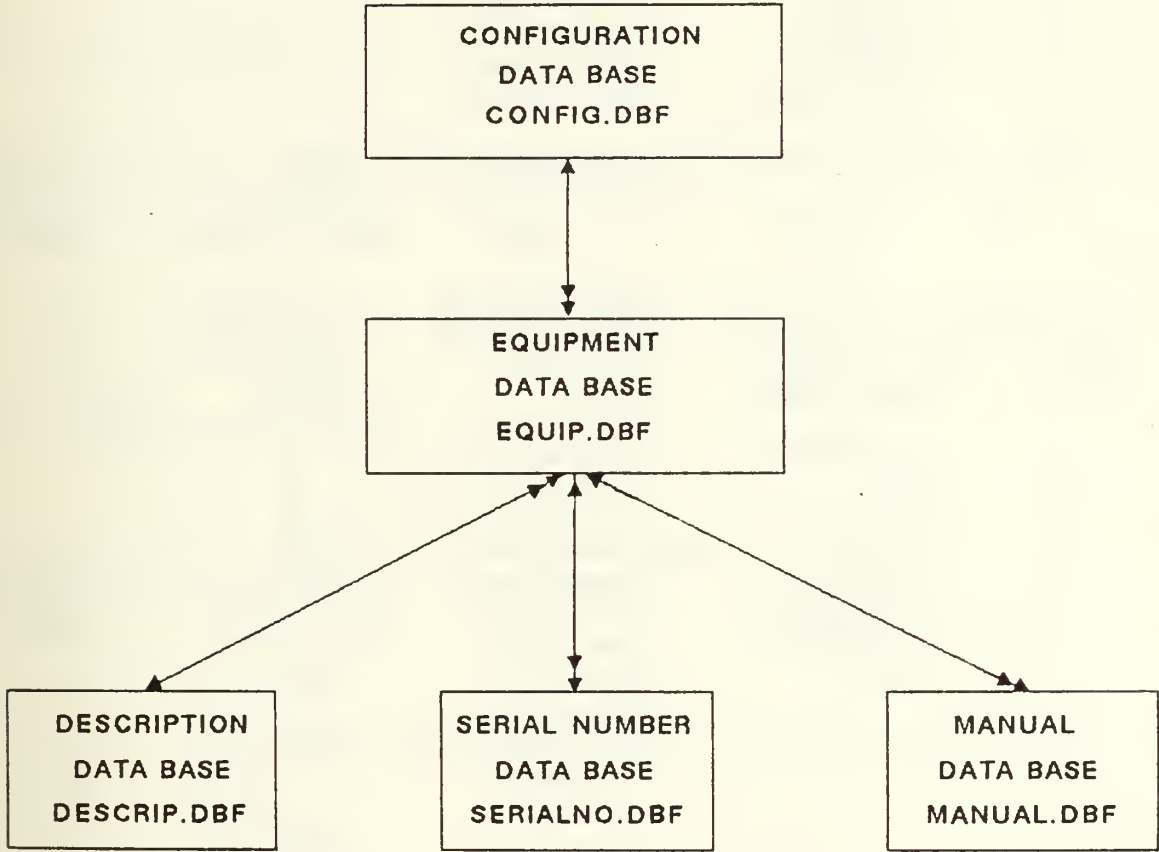 CONFIGURATION
DATA BASE
CONFIG.DBF
EQUIPMENT
DATA BASE
EQUIP.DBF
DESCRIPTION
DATA BASE
DESCRIP.DBF
SERIAL NUMBER
DATA BASE
SERIALNO.DBF
MANUAL
DATA BASE
MANUAL.DBF